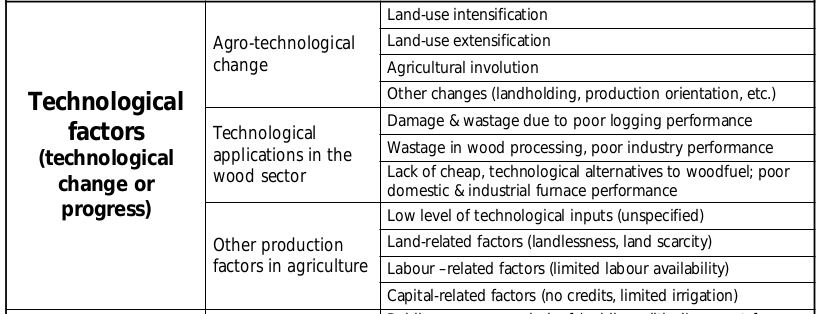 Technological
factors
(technological
change or
progress)
Agro-technological
change
Land-use intensification
Land-use extensification
Agricultural involution
Other changes (landholding, production orientation, etc.)
Technological
applications in the
wood sector
Damage & wastage due to poor logging performance
Wastage in wood processing, poor industry performance
Lack of cheap, technological alternatives to woodfuel; poor
domestic & industrial furnace performance
Other production
factors in agriculture
Low level of technological inputs (unspecified)
Land-related factors (landlessness, land scarcity)
Labour –related factors (limited labour availability)
Capital-related factors (no credits, limited irrigation)